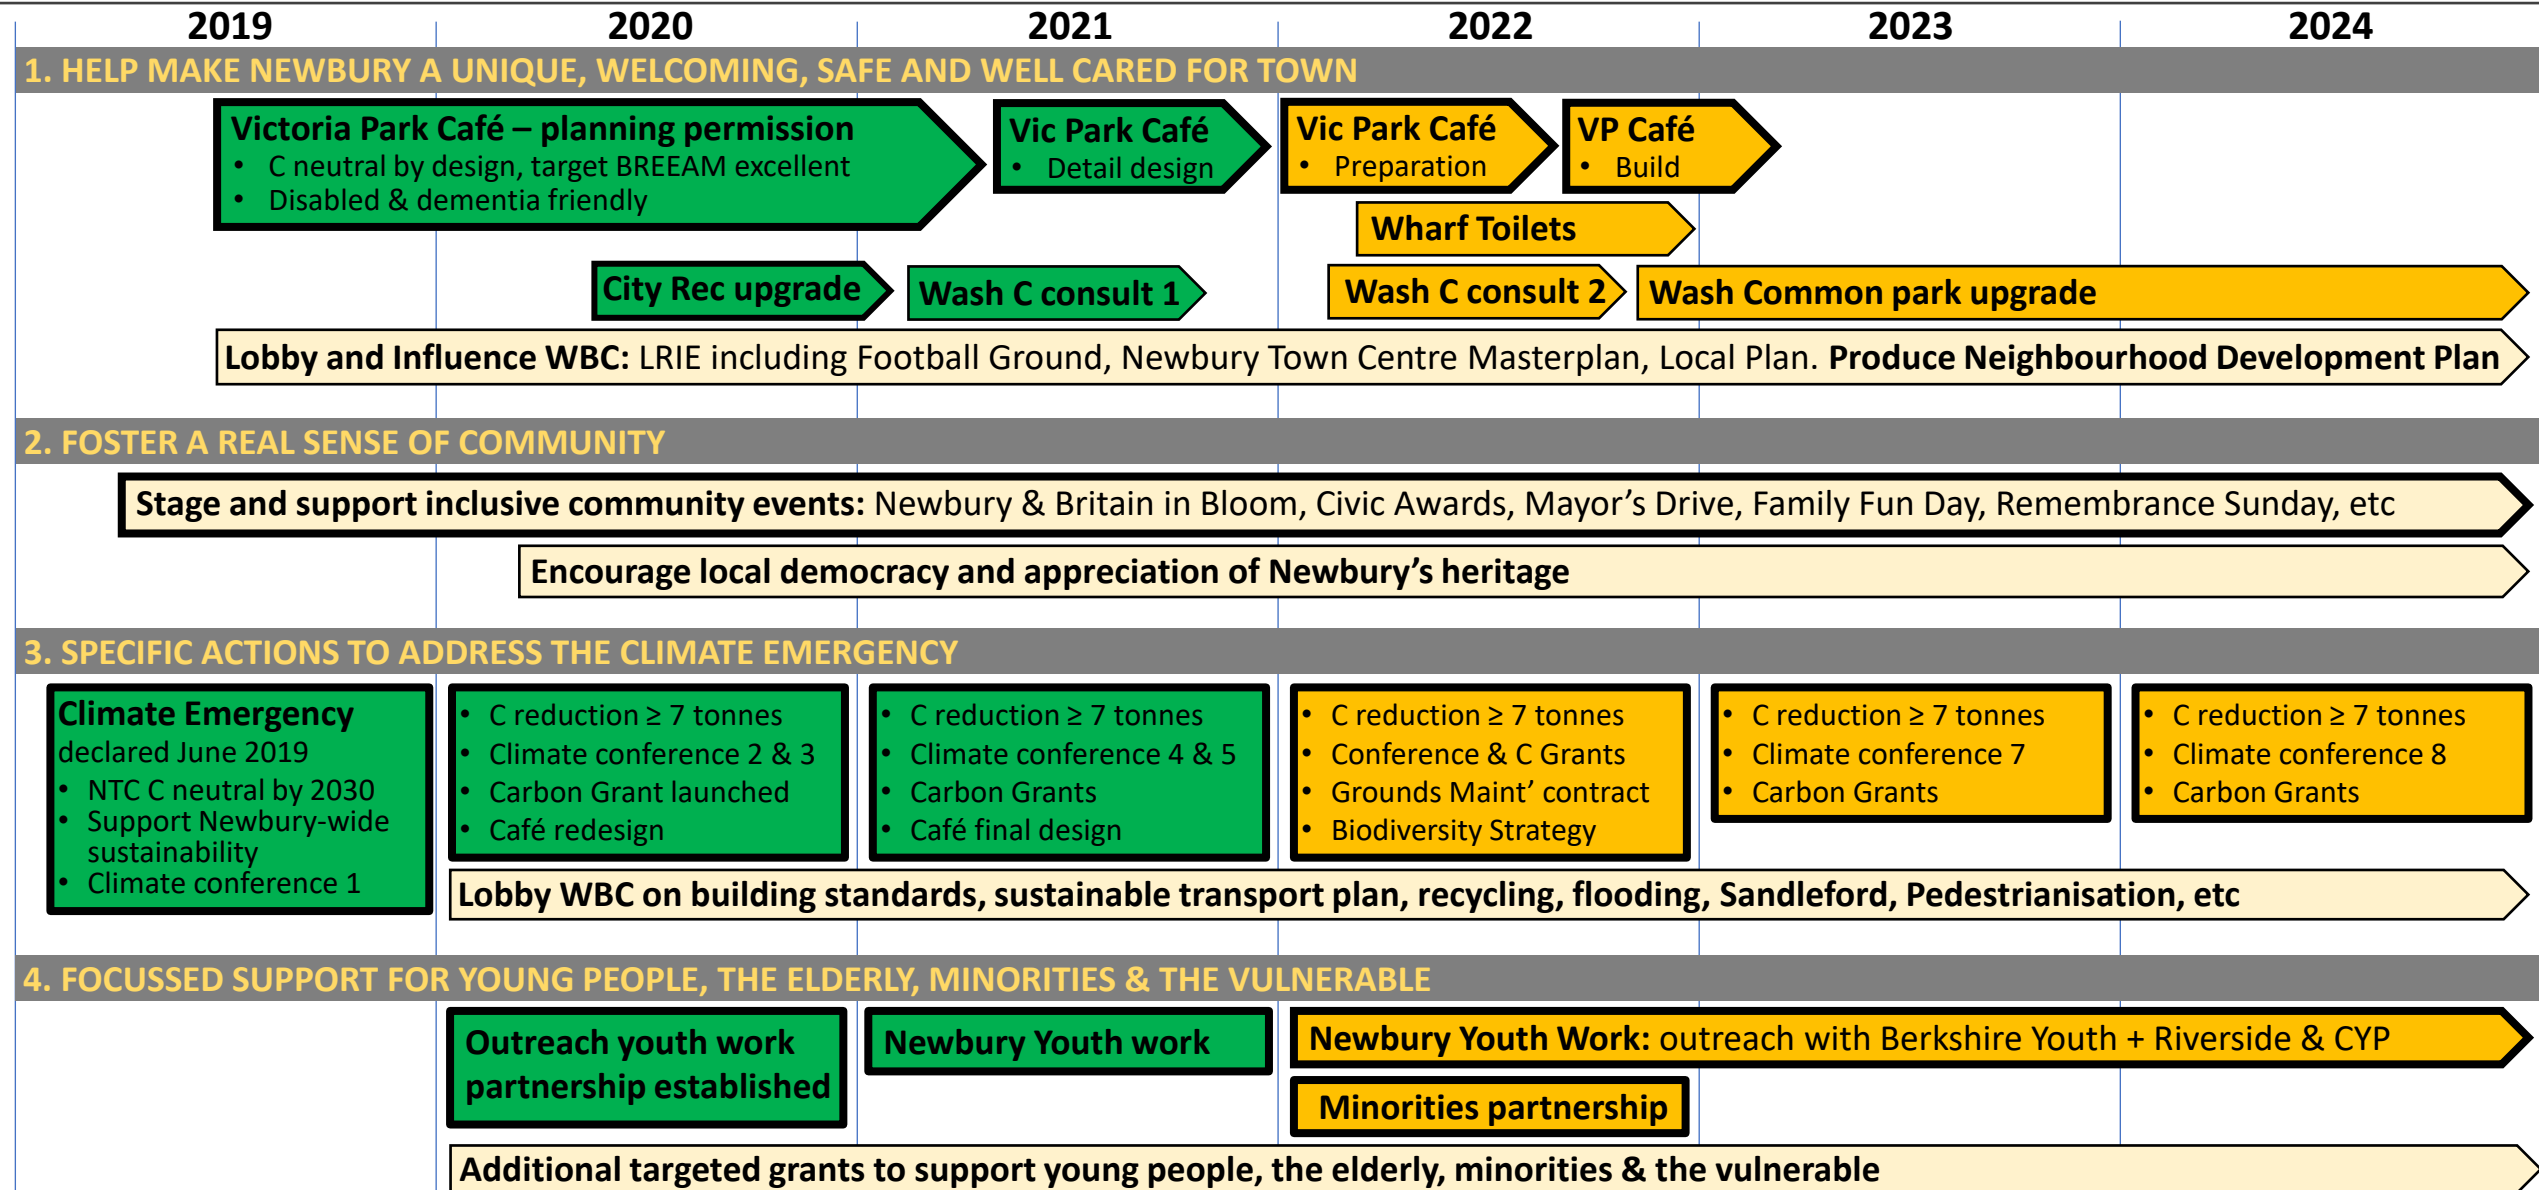 2019 2020 2021 2022 2023 2024
1. HELP MAKE NEWBURY A UNIQUE, WELCOMING, SAFE AND WELL CARED FOR TOWN
Victoria Park Café – planning permission
• C neutral by design, target BREEAM excellent
• Disabled & dementia friendly
Vic Park Café
• Detail design
Vic Park Café
• Preparation
VP Café
• Build
Wharf Toilets
City Rec upgrade
Wash C consult 1
Wash C consult 2
Wash Common park upgrade
Lobby and Influence WBC: LRIE including Football Ground, Newbury Town Centre Masterplan, Local Plan. Produce Neighbourhood Development Plan
2. FOSTER A REAL SENSE OF COMMUNITY
Stage and support inclusive community events: Newbury & Britain in Bloom, Civic Awards, Mayor’s Drive, Family Fun Day, Remembrance Sunday, etc
Encourage local democracy and appreciation of Newbury’s heritage
3. SPECIFIC ACTIONS TO ADDRESS THE CLIMATE EMERGENCY
Climate Emergency
declared June 2019
• NTC C neutral by 2030
• Support Newbury-wide
sustainability
• Climate conference 1
• C reduction ≥ 7 tonnes
• Climate conference 2 & 3
• Carbon Grant launched
• Café redesign
• C reduction ≥ 7 tonnes
• Climate conference 4 & 5
• Carbon Grants
• Café final design
• C reduction ≥ 7 tonnes
• Conference & C Grants
• Grounds Maint’ contract
• Biodiversity Strategy
• C reduction ≥ 7 tonnes
• Climate conference 7
• Carbon Grants
• C reduction ≥ 7 tonnes
• Climate conference 8
• Carbon Grants
Lobby WBC on building standards, sustainable transport plan, recycling, flooding, Sandleford, Pedestrianisation, etc
4. FOCUSSED SUPPORT FOR YOUNG PEOPLE, THE ELDERLY, MINORITIES & THE VULNERABLE
Outreach youth work
partnership established
Newbury Youth work
Newbury Youth Work: outreach with Berkshire Youth + Riverside & CYP
Minorities partnership
Additional targeted grants to support young people, the elderly, minorities & the vulnerable